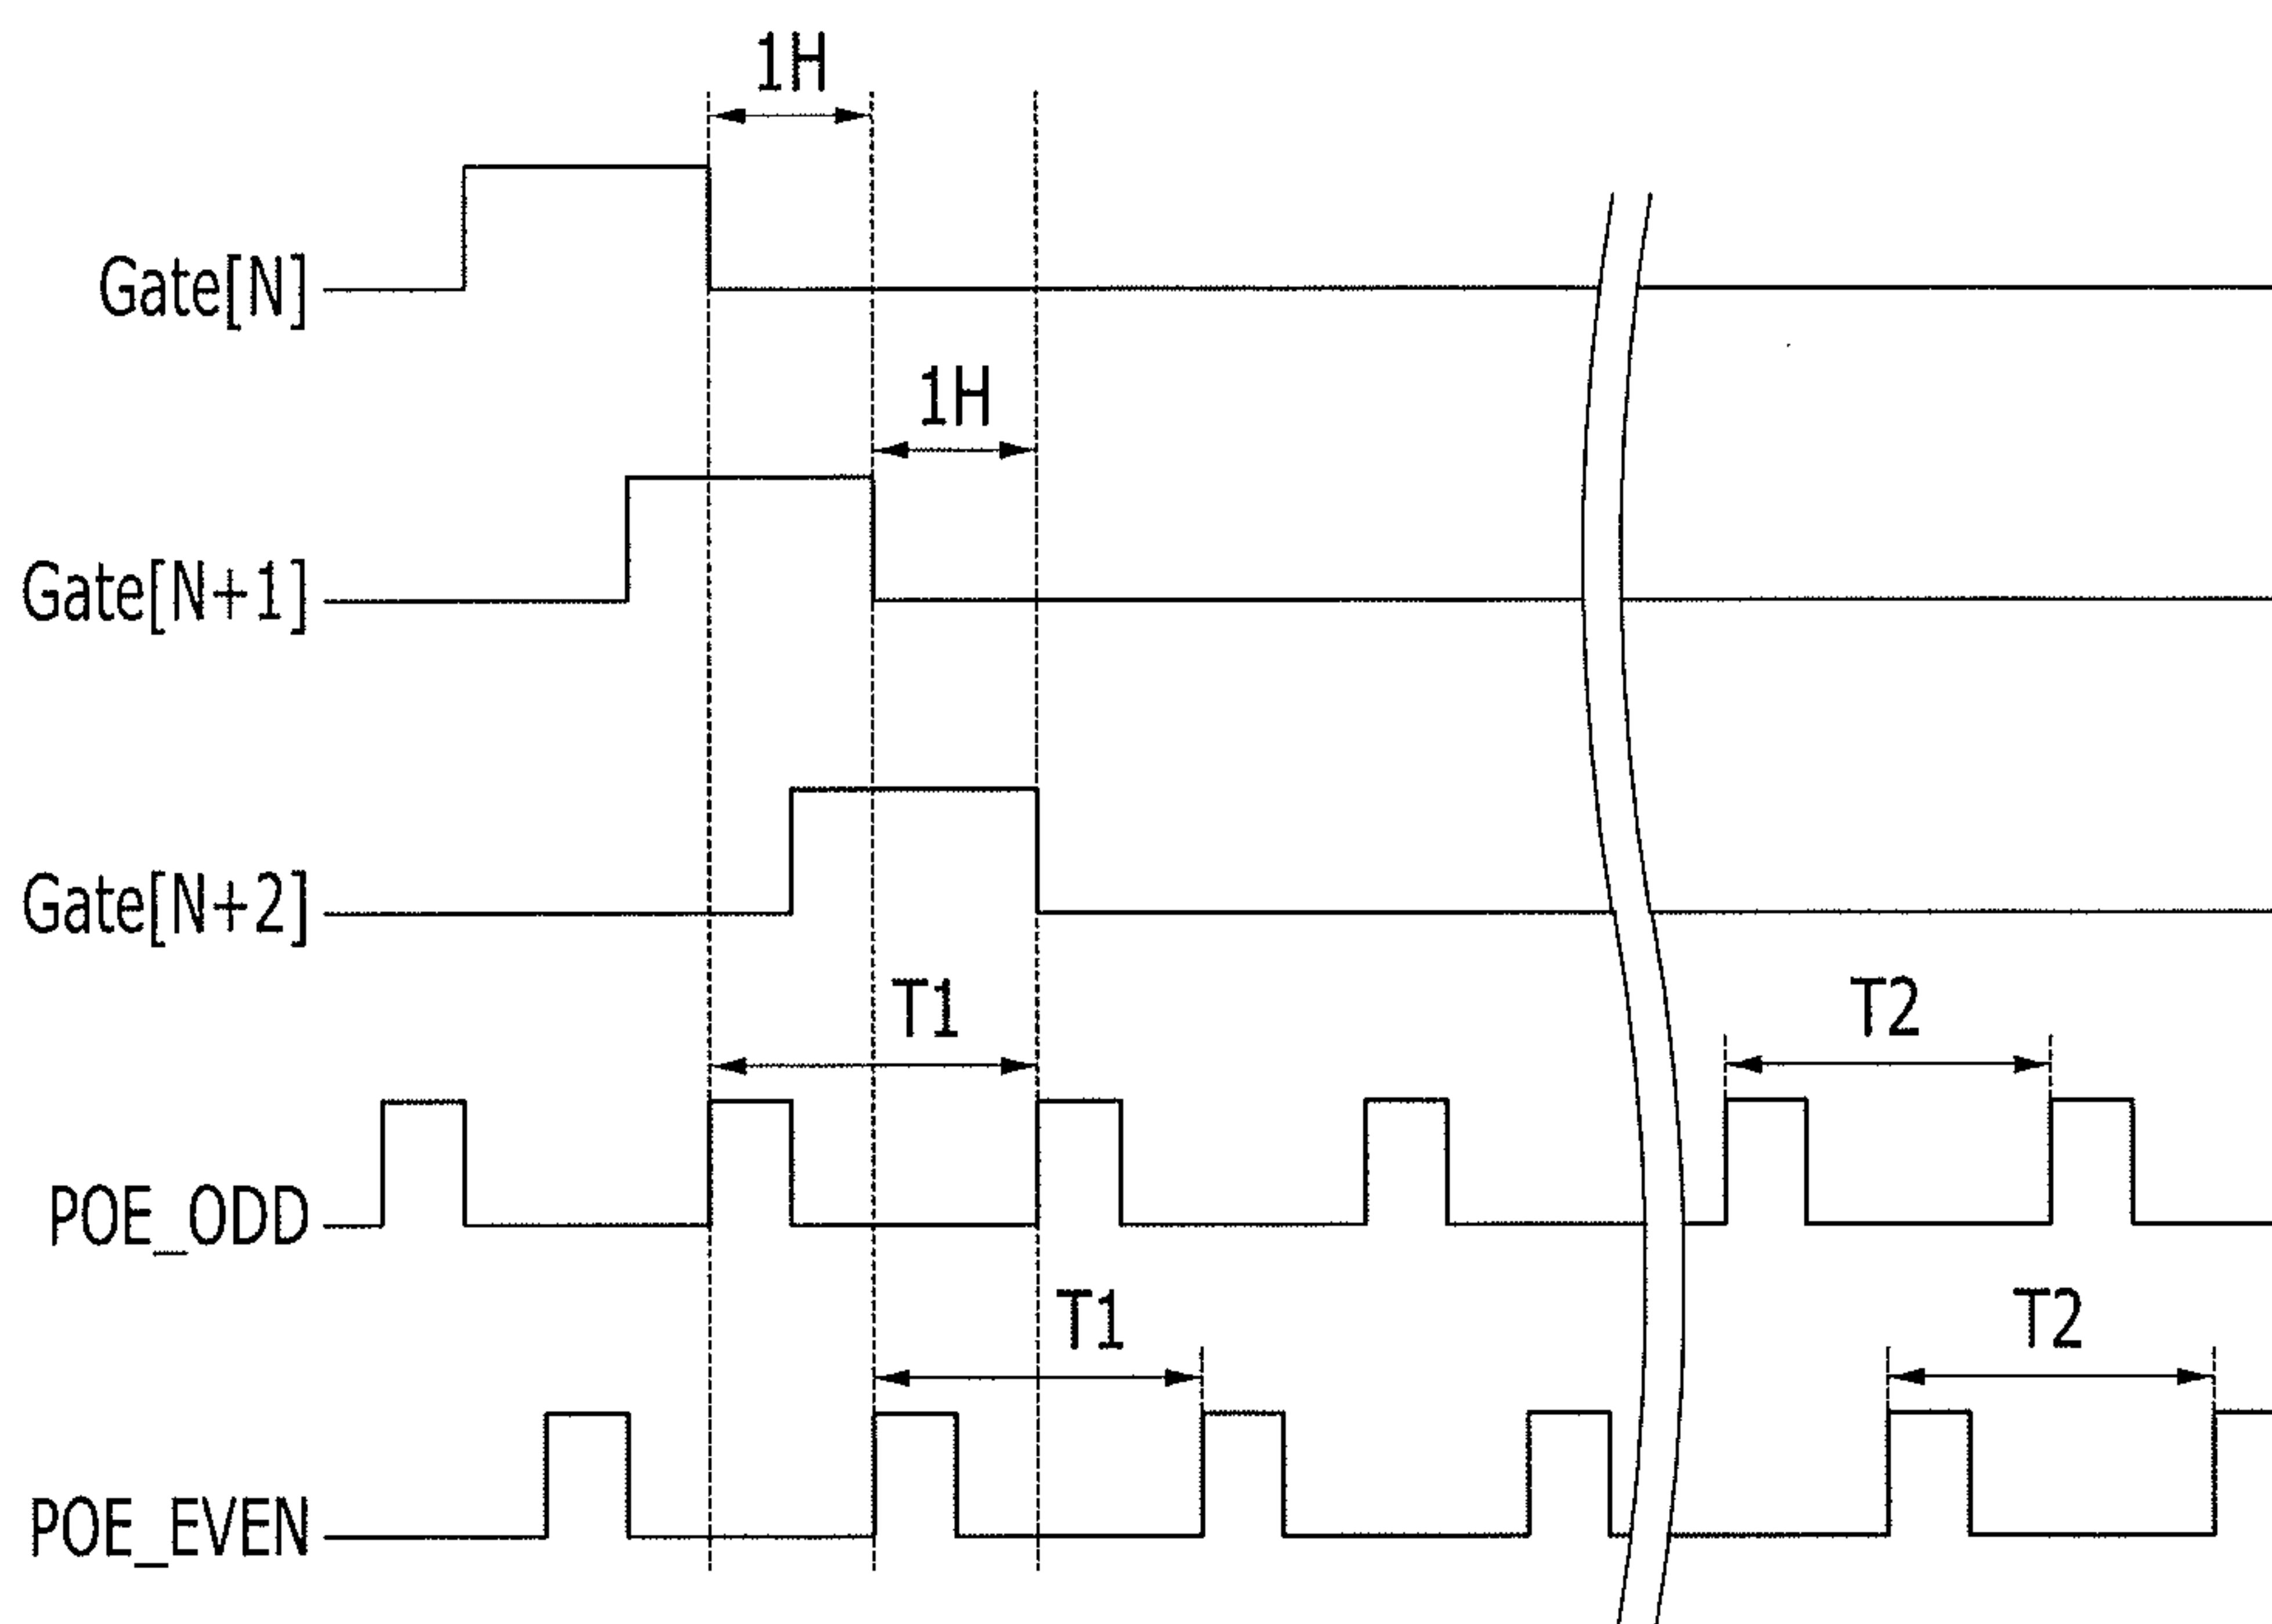 1H
Gate[N]
1H
Gate[N+1]
Gate[N+2]
T1
T2
POE_ODD
T1
T2
POE_EVEN